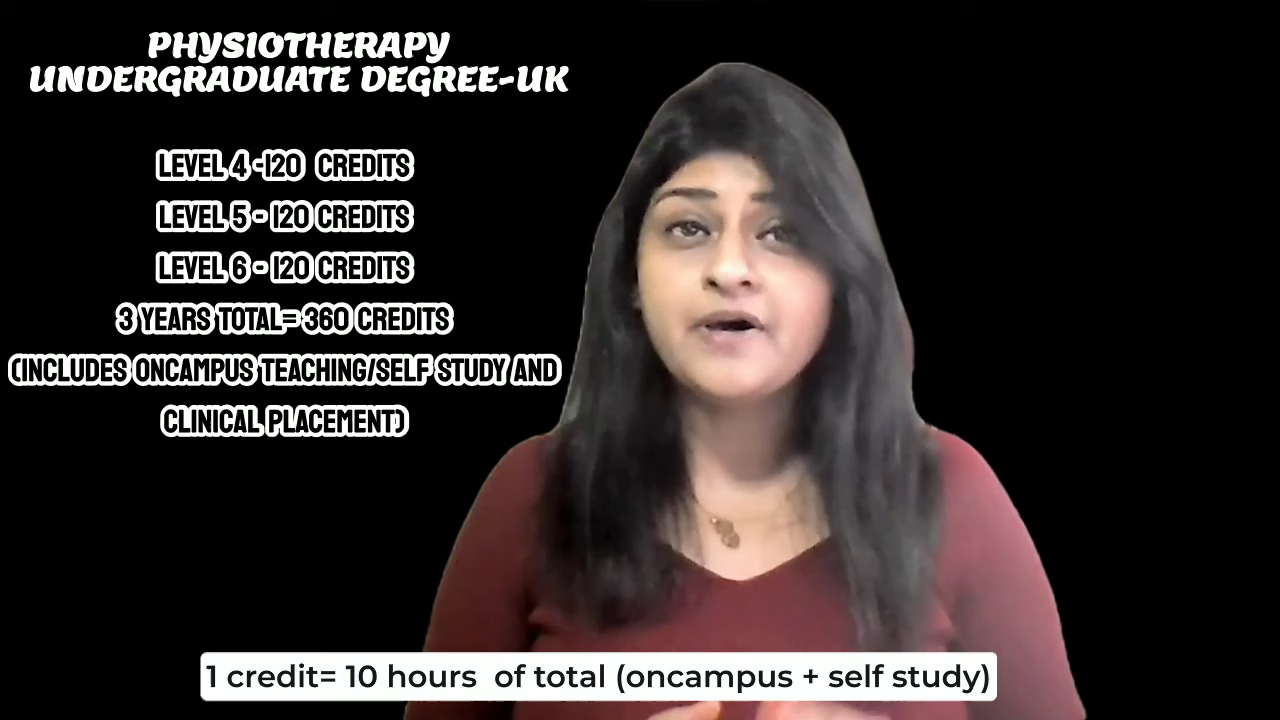 PHYSIOTHERAPY
UNDERGRADUATE DEGREE-UK
LEVEL 4 -120 CREDITS
LEVEL 5 - 120 CREDITS
LEVEL 6 - 120 CREDITS
3 YEARS TOTAL= 360 CREDITS
(INCLUDES ONCAMPUS TEACHING/SELF STUDY AND
CLINICAL PLACEMENT)
1 credit= 10 hours of total (oncampus + self study)